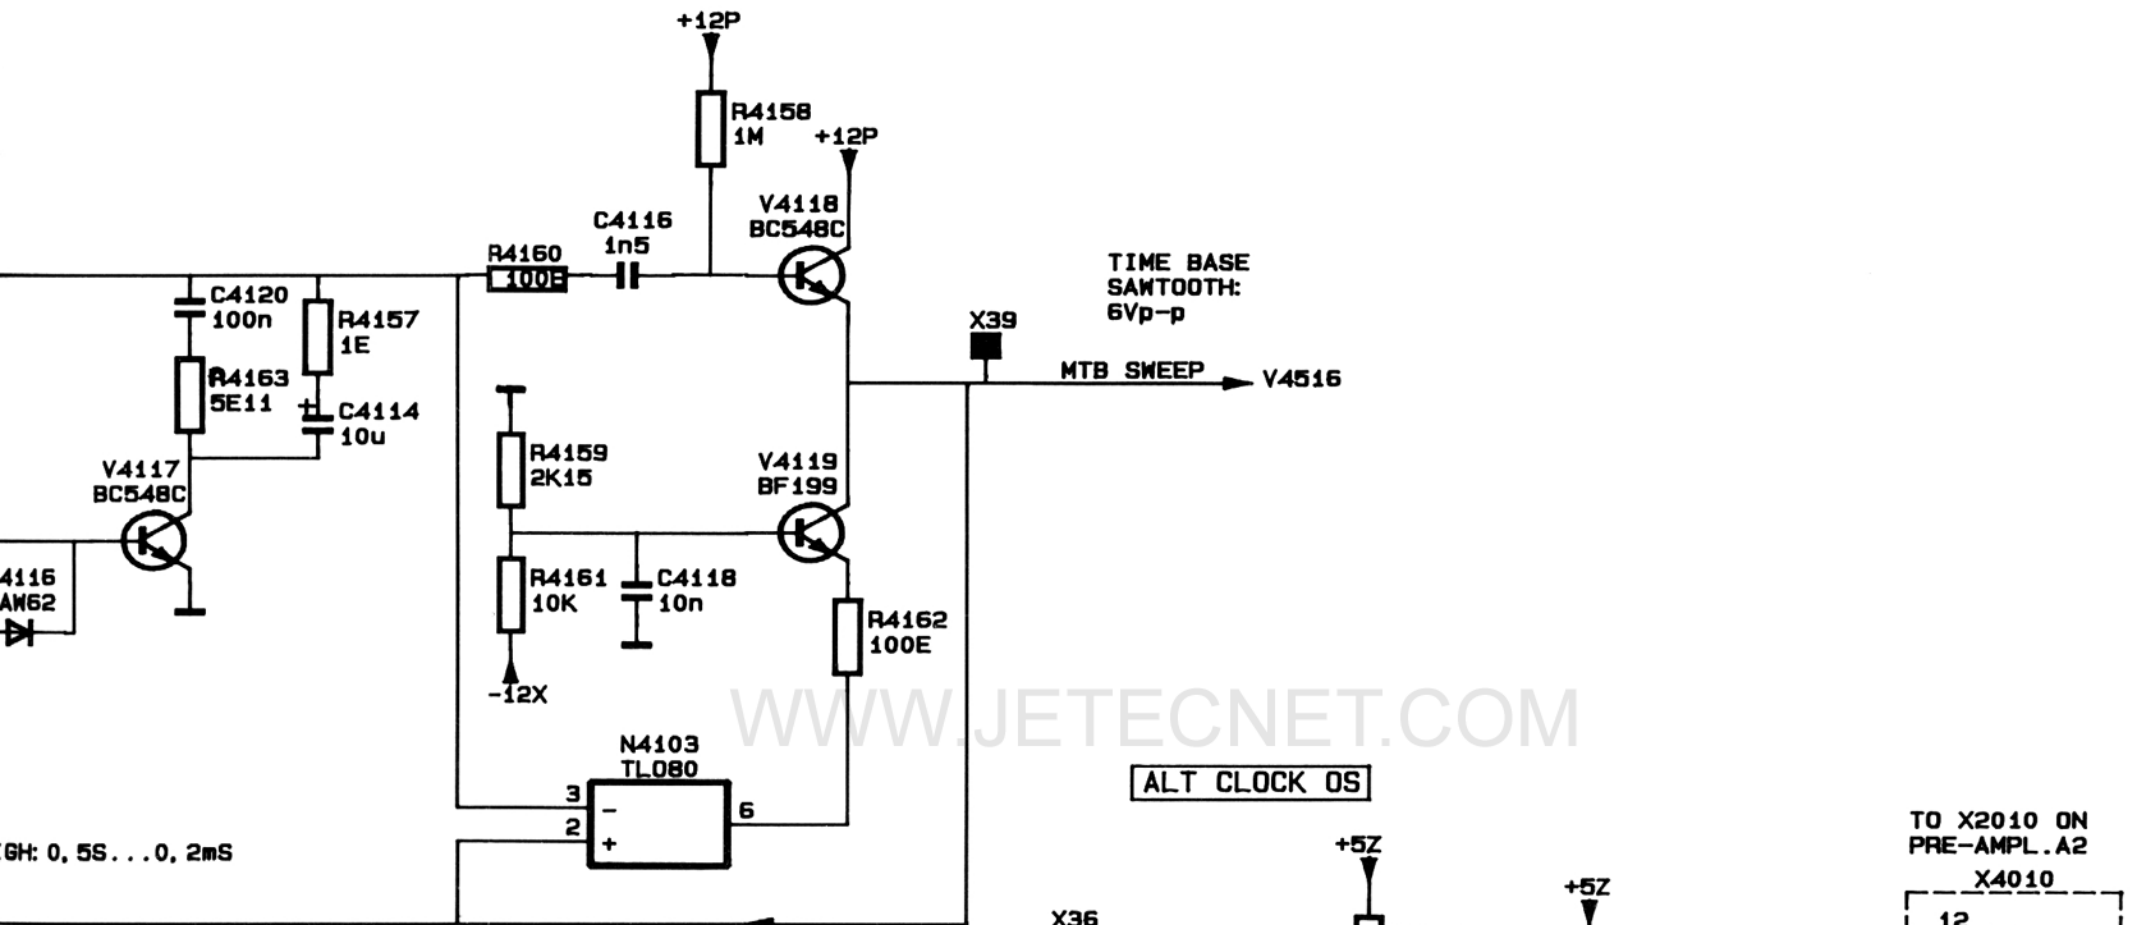 +12P
R4158
1M
+12P
V4118
BC548C
C4116
1n5
R4160
100E
TIME BASE
SAWTOOTH:
6Vp-p
C4120
100n
R4157
1E
X39
R4163
5E11
+
C4114
10u
MTB SWEEP
V4516
V4117
BC548C
R4159
2K15
V4119
BF199
4116
AW62
R4161
10K
C4118
10n
R4162
100E
-12X
WWW.JETECNET.COM
N4103
TL080
3
-
6
2
+
ALT CLOCK OS
GH: 0, 5S...0, 2mS
+5Z
TO X2010 ON
PRE-AMPL.A2
X4010
+5Z
X36
12